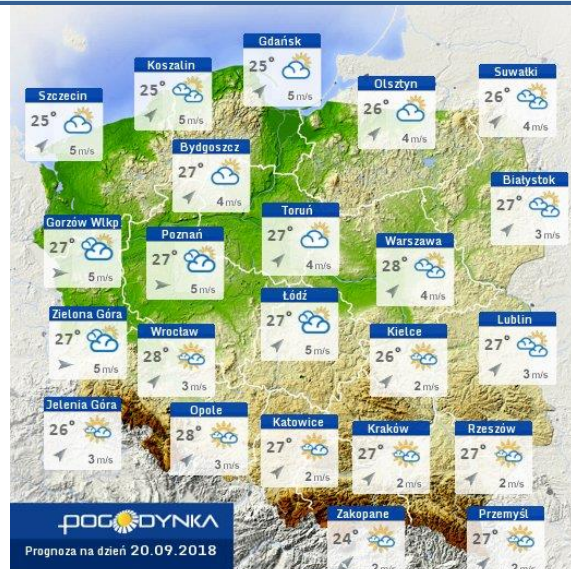 Gdańsk
25°
5 m/s
Koszalin
25°
5 m/s
Suwałki
26°
4 m/s
Olsztyn
26°
4 m/s
Szczecin
25°
5 m/s
Bydgoszcz
27°
4 m/s
Białystok
27°
3 m/s
Toruń
27°
4 m/s
Gorzów Wlkp.
27°
5 m/s
Poznań
27°
5 m/s
Warszawa
28°
4 m/s
Łódź
27°
5 m/s
Zielona Góra
27°
5 m/s
Wrocław
28°
3 m/s
Kielce
26°
2 m/s
Lublin
27°
3 m/s
Jelenia Góra
26°
3 m/s
Opole
28°
3 m/s
Katowice
27°
2 m/s
Kraków
27°
2 m/s
Rzeszów
27°
2 m/s
Zakopane
24°
2 m/s
Przemyśl
27°
2 m/s
POGODYNKA
Prognoza na dzień 20.09.2018